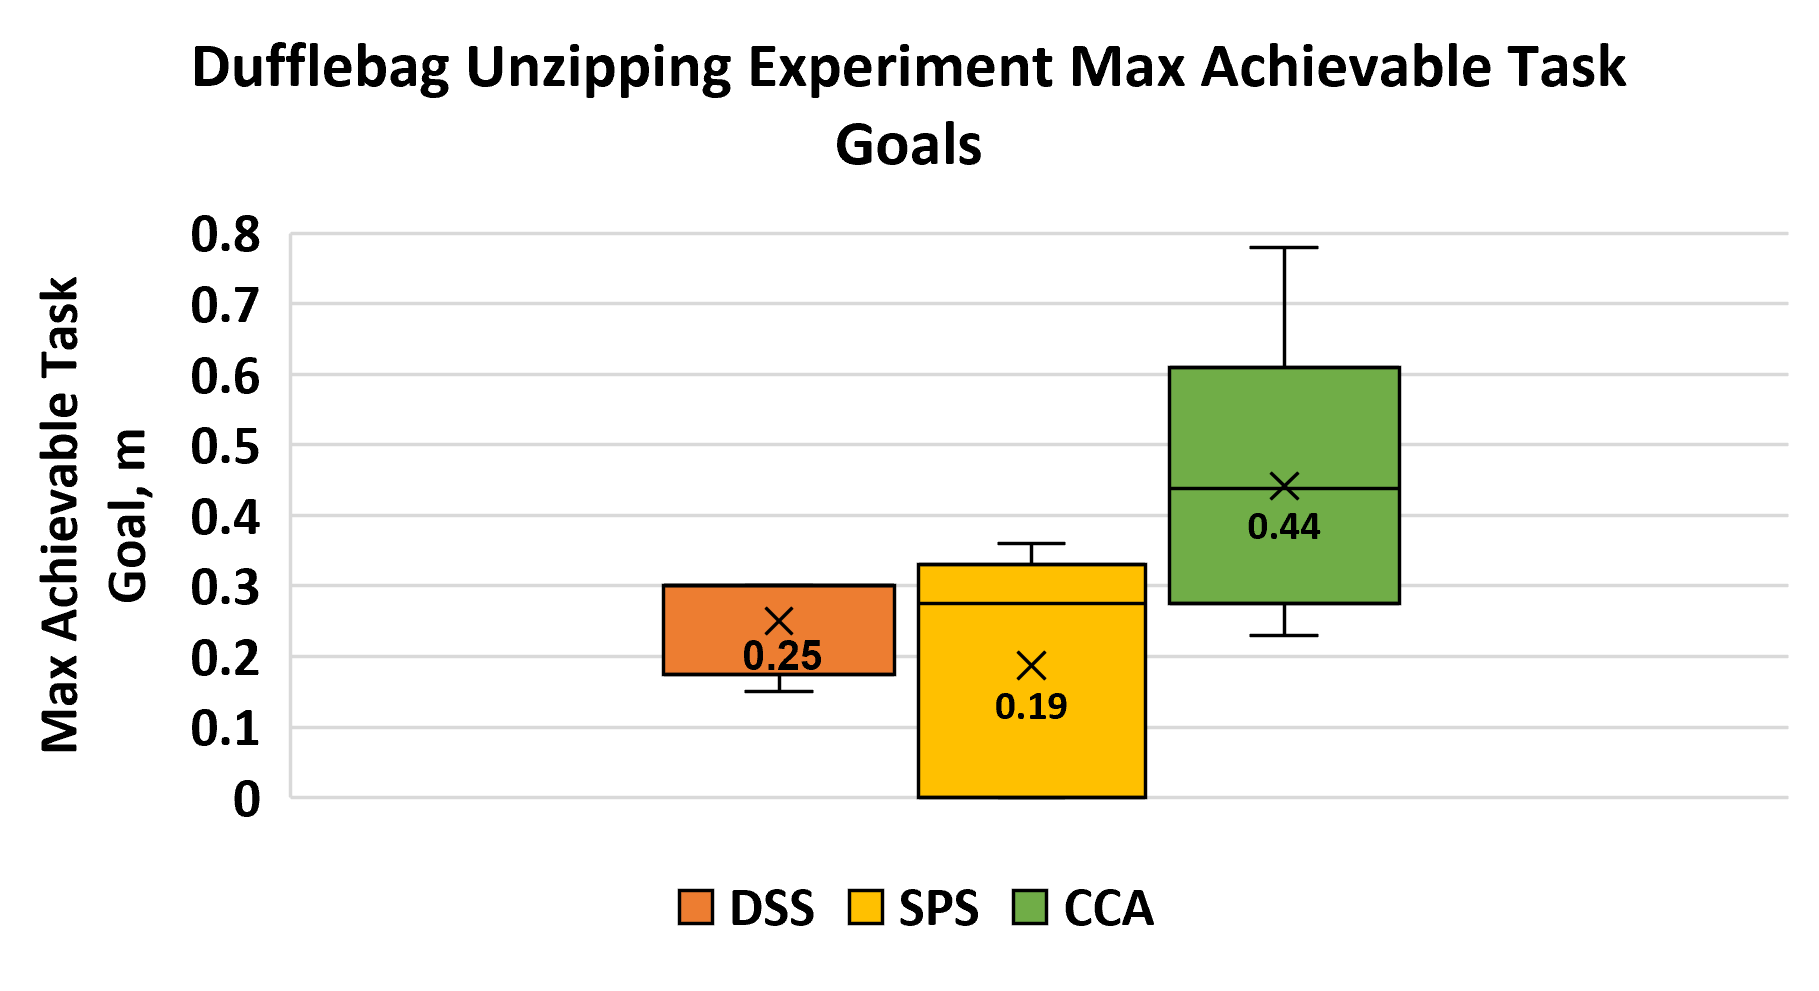 Dufflebag Unzipping Experiment Max Achievable Task
Goals
Max Achievable Task
Goal, m
0.8
0.7
0.6
0.5
0.4
0.3
0.2
0.1
0
0.25
0.19
0.44
DSS
SPS
CCA